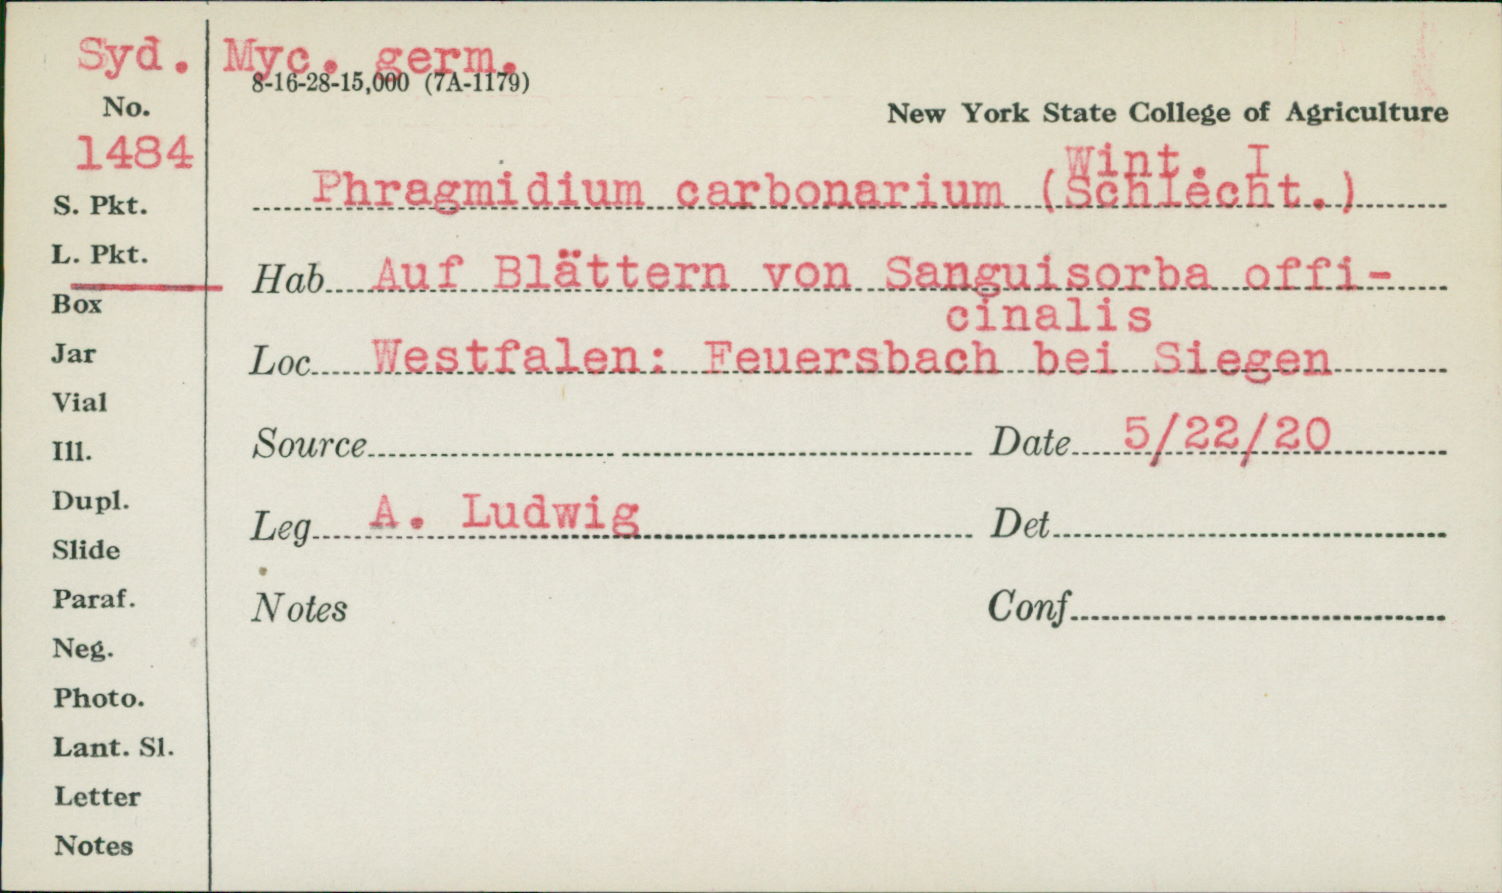 Syd. Myc. germ.
8-16-28-15,000 (7A-1179)
No.
New York State College of Agriculture
1484
Wint. I
Phragmidium carbonarium (Schlecht.)
S. Pkt.
L. Pkt.
Hab Auf Blättern von Sanguisorba offi-
cinalis
Box
Jar
Loc Westfalen: Feuersbach bei Siegen
Vial
Ill.
Source Date 5/22/20
Dupl.
Leg A. Ludwig Det
Slide
Paraf.
Notes Conf
Neg.
Photo.
Lant. Sl.
Letter
Notes